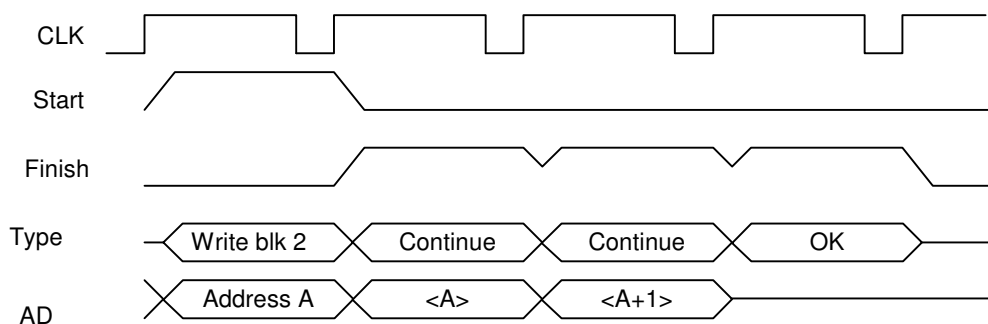 CLK
Start
Finish
Type
Write blk 2 Continue Continue OK
AD
Address A <A> <A+1>